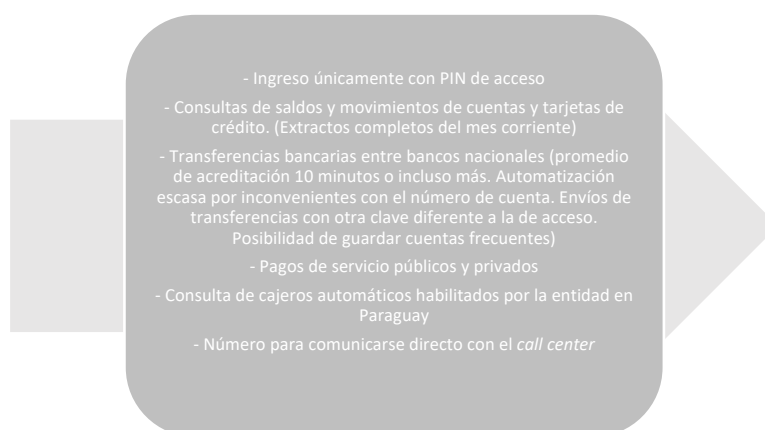 - Ingreso únicamente con PIN de acceso
- Consultas de saldos y movimientos de cuentas y tarjetas de
crédito. (Extractos completos del mes corriente)
- Transferencias bancarias entre bancos nacionales (promedio
de acreditación 10 minutos o incluso más. Automatización
escasa por inconvenientes con el número de cuenta. Envíos de
transferencias con otra clave diferente a la de acceso.
Posibilidad de guardar cuentas frecuentes)
- Pagos de servicio públicos y privados
- Consulta de cajeros automáticos habilitados por la entidad en
Paraguay
- Número para comunicarse directo con el call center